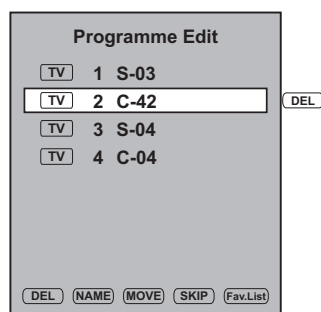 Programme Edit
TV 1 S-03
TV 2 C-42 DEL
TV 3 S-04
TV 4 C-04
DEL NAME MOVE SKIP Fav.List